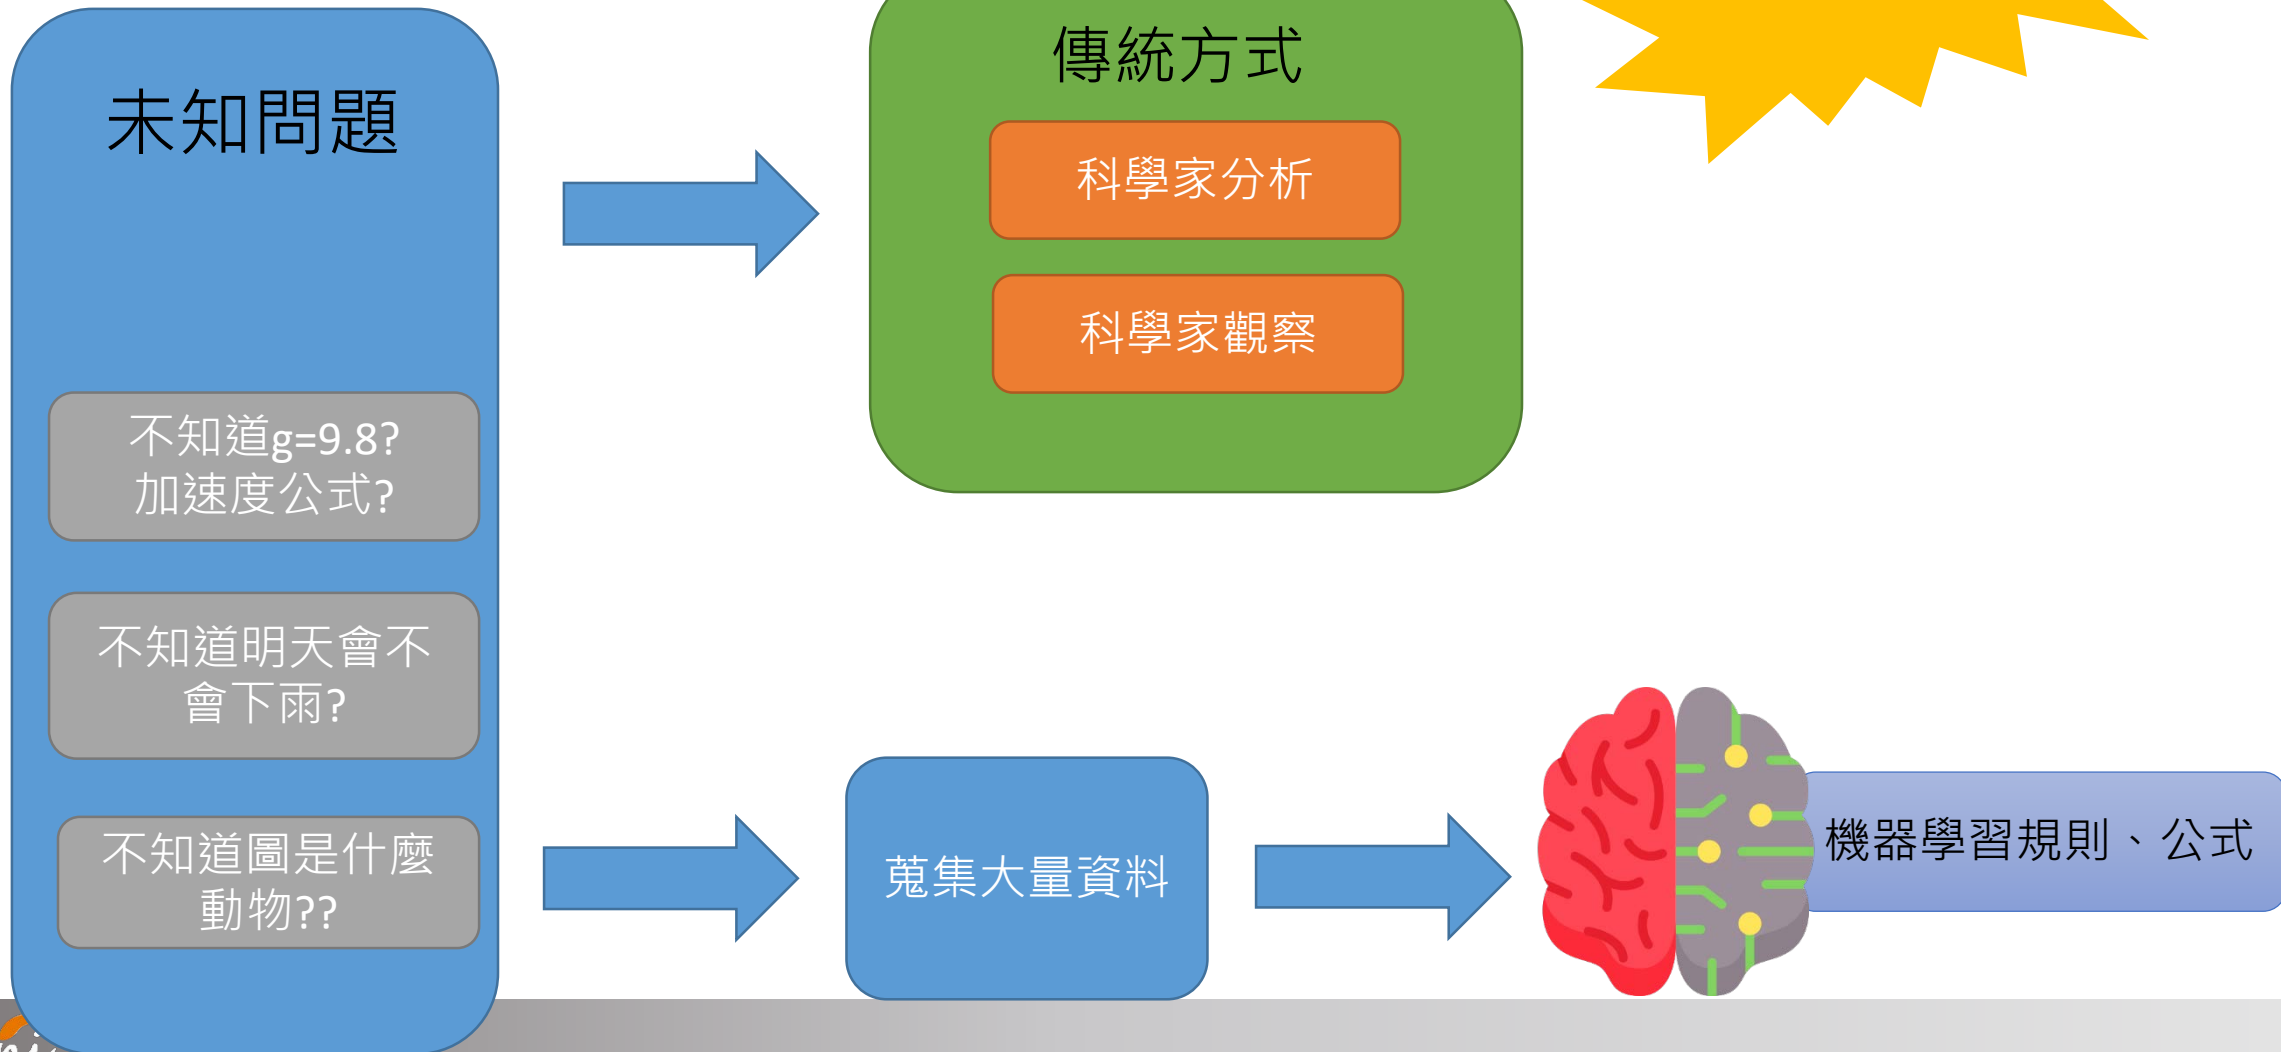 未知問題
不知道g=9.8?
加速度公式?
不知道明天會不
會下雨?
不知道圖是什麼
動物??
傳統方式
科學家分析
科學家觀察
蒐集大量資料
機器學習規則、公式